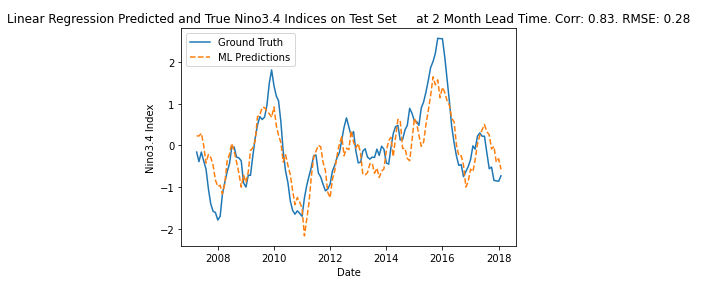 Linear Regression Predicted and True Nino3.4 Indices on Test Set     at 2 Month Lead Time. Corr: 0.83. RMSE: 0.28
Ground Truth
ML Predictions
2
1
0
−1
−2
Nino3.4 Index
2008
2010
2012
2014
2016
2018
Date